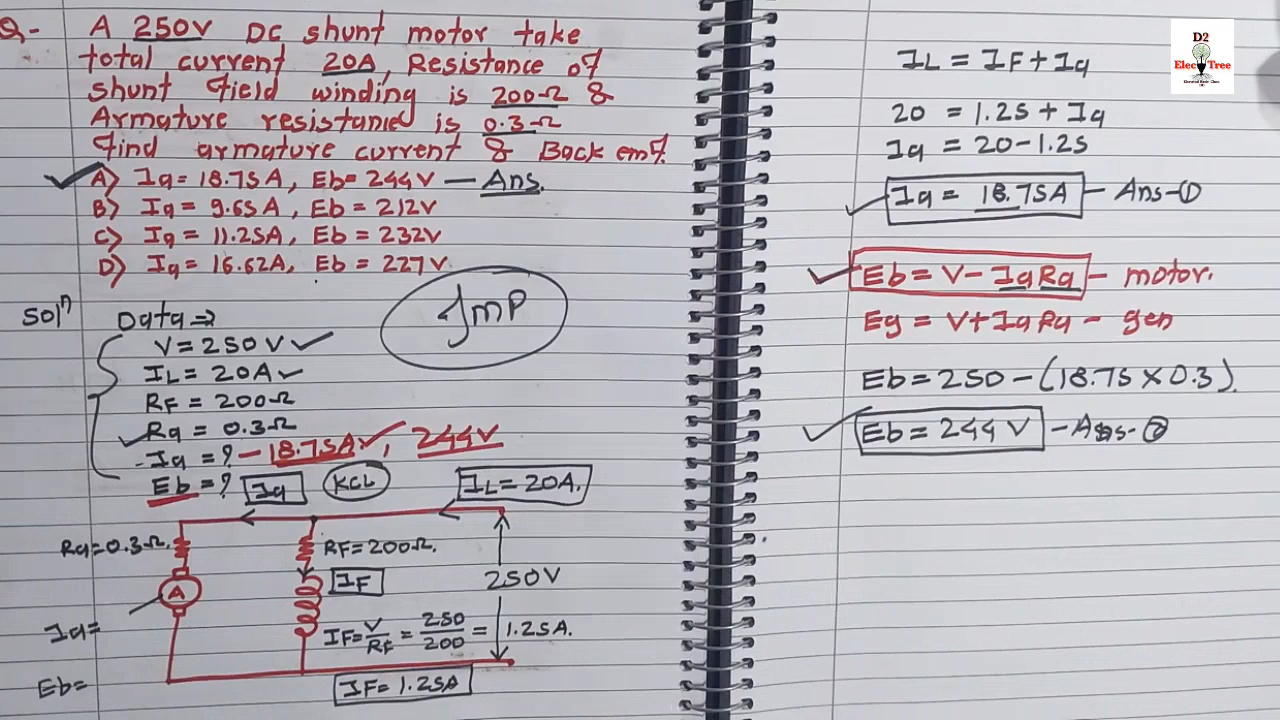 Q- A 250V DC shunt motor take
total current 20A, Resistance of
shunt field winding is 200Ω &
Armature resistance is 0.3Ω
find armature current & Back emf.
A) Ia = 18.75A, Eb = 244V — Ans.
B) Ia = 9.65A, Eb = 212V
C) Ia = 11.25A, Eb = 232V
D) Ia = 16.62A, Eb = 227V.
Solⁿ Data ⇒
V = 250V
IL = 20A
RF = 200Ω
Ra = 0.3Ω
Ia = ? — 18.75A, 244V
Eb = ?
Imp
Ia
KCL
IL = 20A.
Ra = 0.3Ω.
RF = 200Ω.
IF
250V
A
IF = V/RF = 250/200 = 1.25A.
Ia =
Eb =
IF = 1.25A
D2
Elec Tree
IL = IF + Ia
20 = 1.25 + Ia
Ia = 20 - 1.25
Ia = 18.75A — Ans-①
Eb = V - IaRa — motor.
Eg = V + IaRa — gen
Eb = 250 - (18.75 × 0.3).
Eb = 244 V — Ans-②